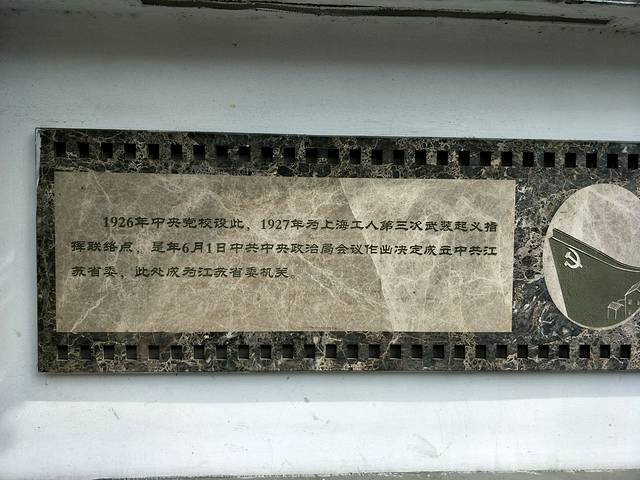 1926年中央党校设此，1927年为上海工人第三次武装起义指
挥联络点，是年6月1日中共中央政治局会议作出决定成立中共江
苏省委，此处成为江苏省委机关